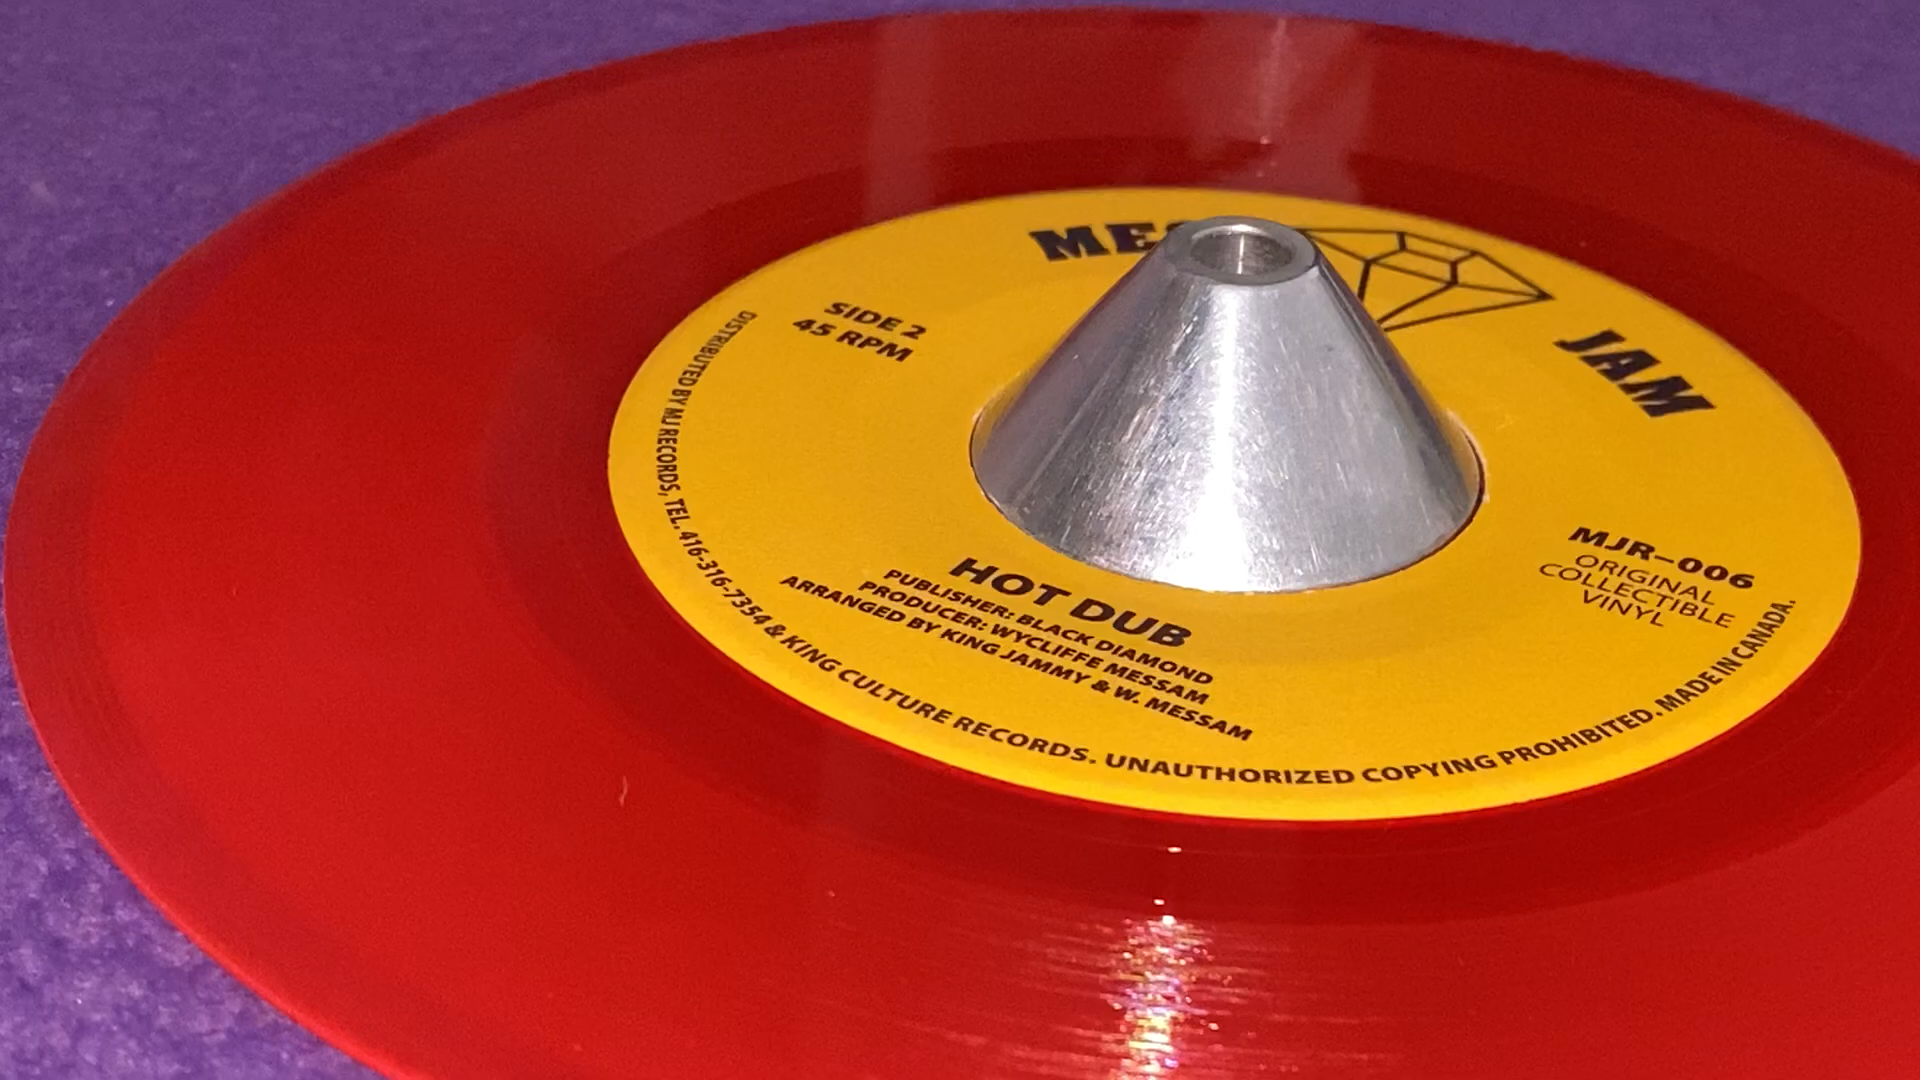 JAM
SIDE 2
45 RPM
MJR–006
ORIGINAL
COLLECTIBLE
VINYL
HOT DUB
PUBLISHER: BLACK DIAMOND
PRODUCER: WYCLIFFE MESSAM
ARRANGED BY KING JAMMY & W. MESSAM
DISTRIBUTED BY MJ RECORDS, TEL. 416-316-7354 & KING CULTURE RECORDS. UNAUTHORIZED COPYING PROHIBITED. MADE IN CANADA.